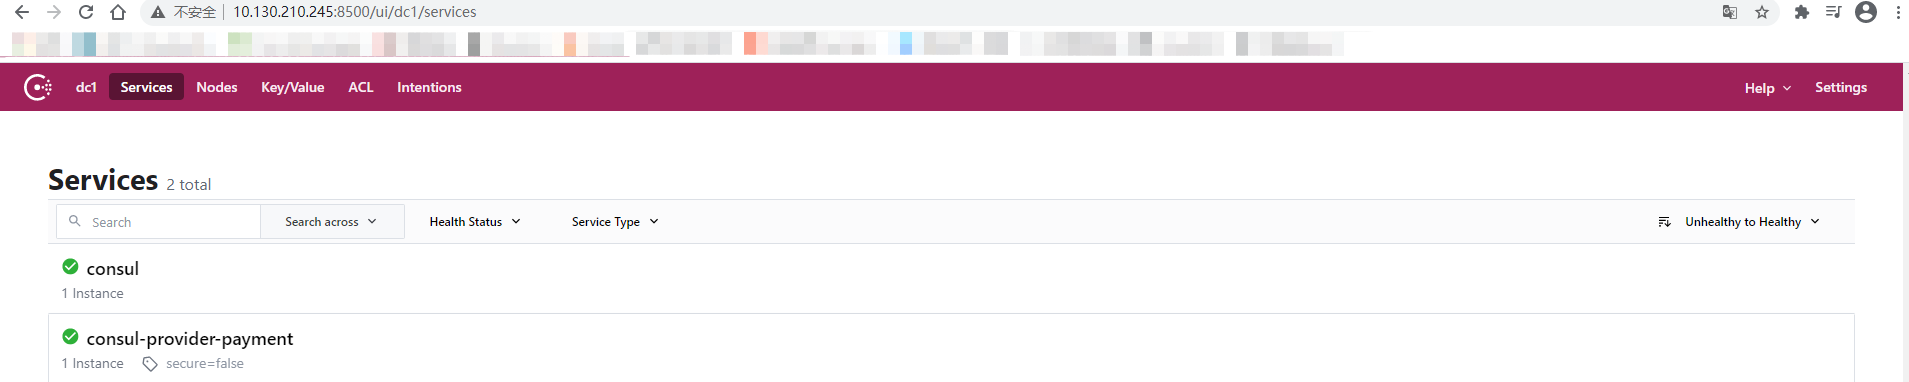 不安全 10.130.210.245:8500/ui/dc1/services
dc1 Services Nodes Key/Value ACL Intentions Help Settings
Services 2 total
Search Search across Health Status Service Type Unhealthy to Healthy
consul
1 Instance
consul-provider-payment
1 Instance secure=false